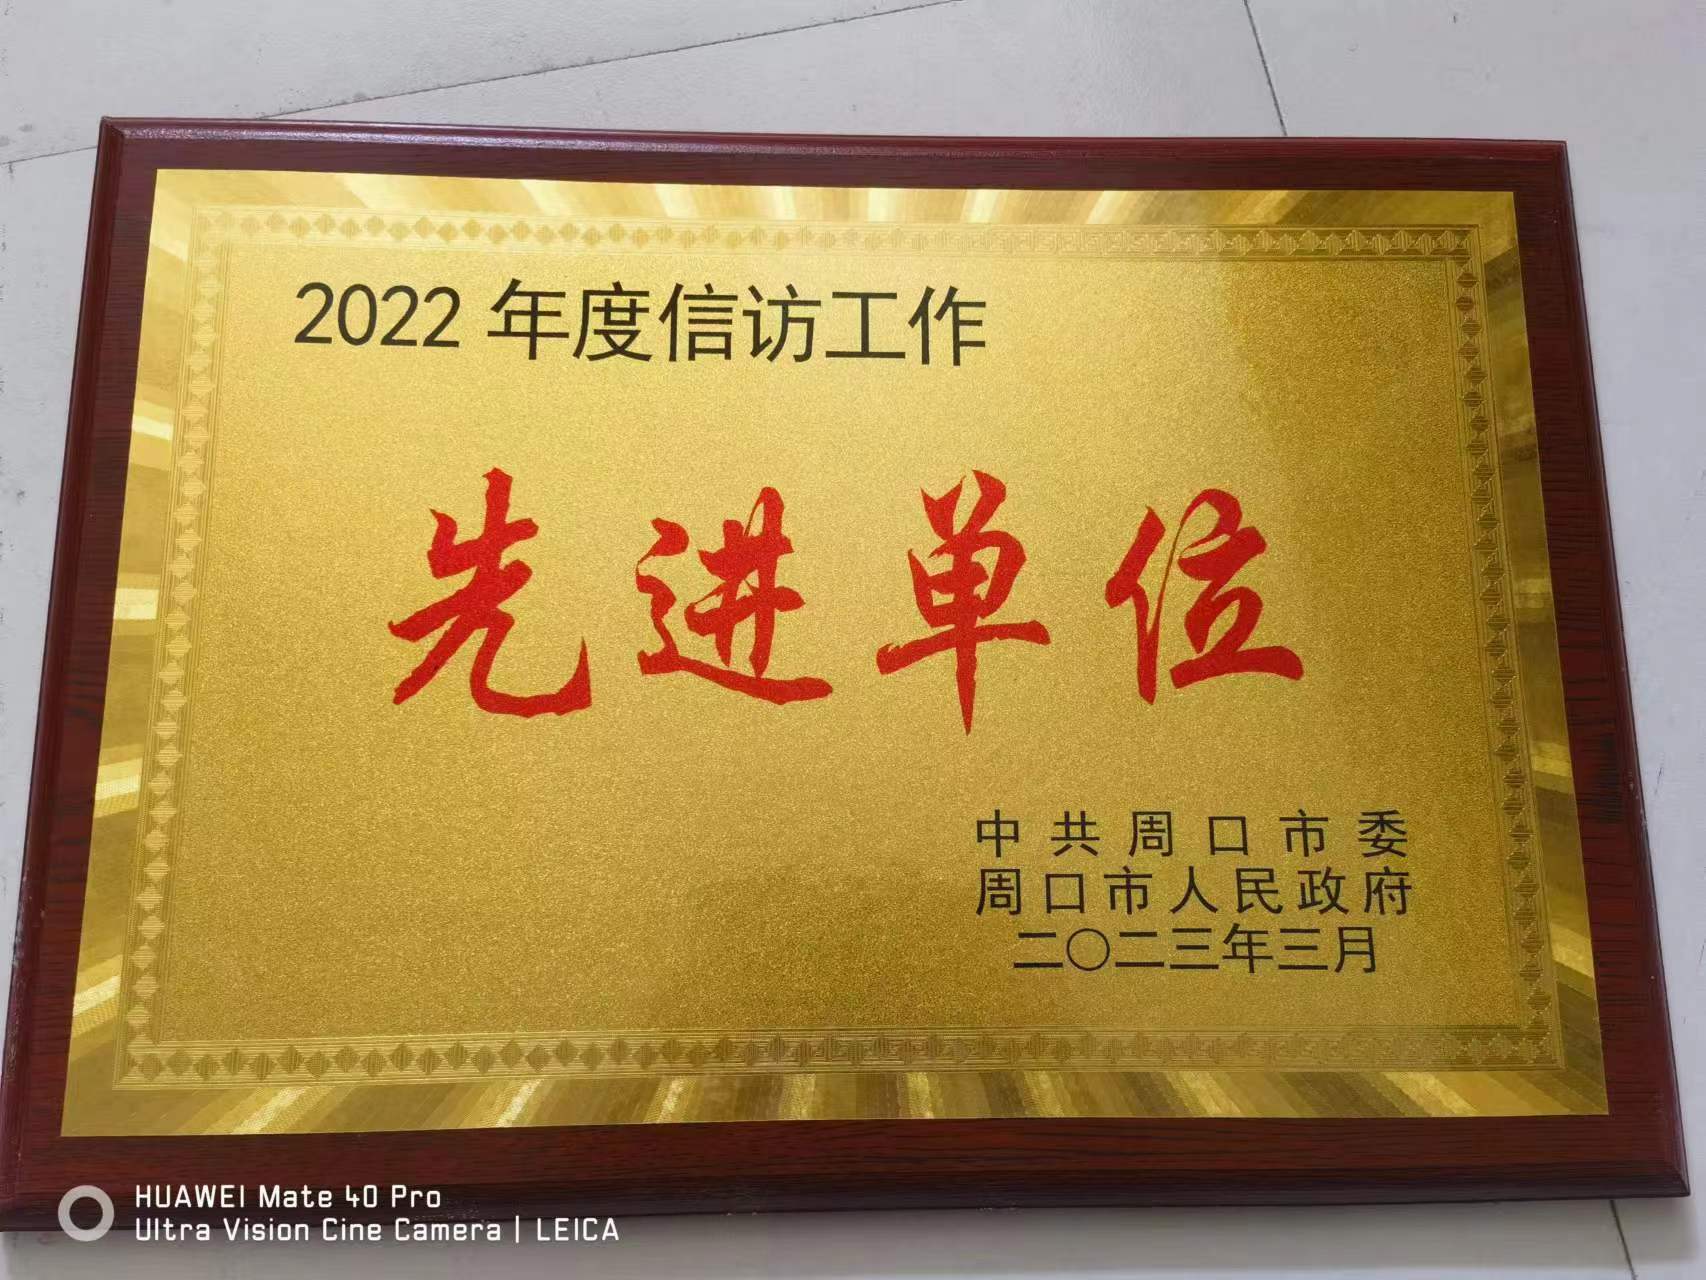 2022 年度信访工作
先进单位
中共周口市委
周口市人民政府
二〇二三年三月
HUAWEI Mate 40 Pro
Ultra Vision Cine Camera | LEICA